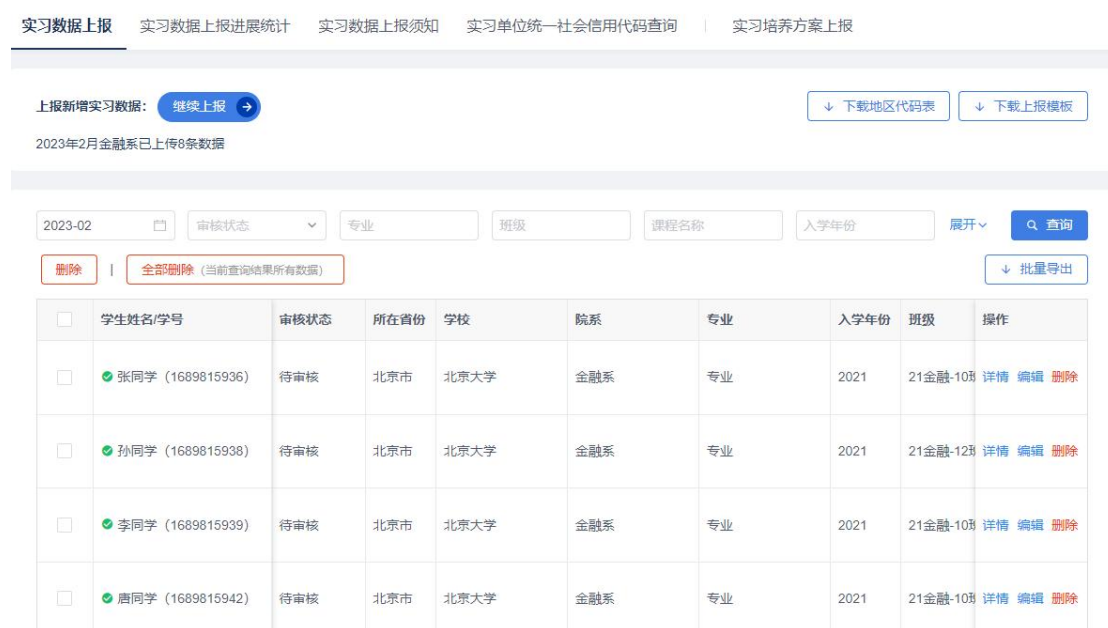 实习数据上报 实习数据上报进展统计 实习数据上报须知 实习单位统一社会信用代码查询 实习培养方案上报
上报新增实习数据： 继续上报 下载地区代码表 下载上报模板
2023年2月金融系已上传8条数据
2023-02 审核状态 专业 班级 课程名称 入学年份 展开 查询
删除 | 全部删除（当前查询结果所有数据） 批量导出
学生姓名/学号 审核状态 所在省份 学校 院系 专业 入学年份 班级 操作
张同学（1689815936） 待审核 北京市 北京大学 金融系 专业 2021 21金融-10班 详情 编辑 删除
孙同学（1689815938） 待审核 北京市 北京大学 金融系 专业 2021 21金融-12班 详情 编辑 删除
李同学（1689815939） 待审核 北京市 北京大学 金融系 专业 2021 21金融-10班 详情 编辑 删除
唐同学（1689815942） 待审核 北京市 北京大学 金融系 专业 2021 21金融-10班 详情 编辑 删除